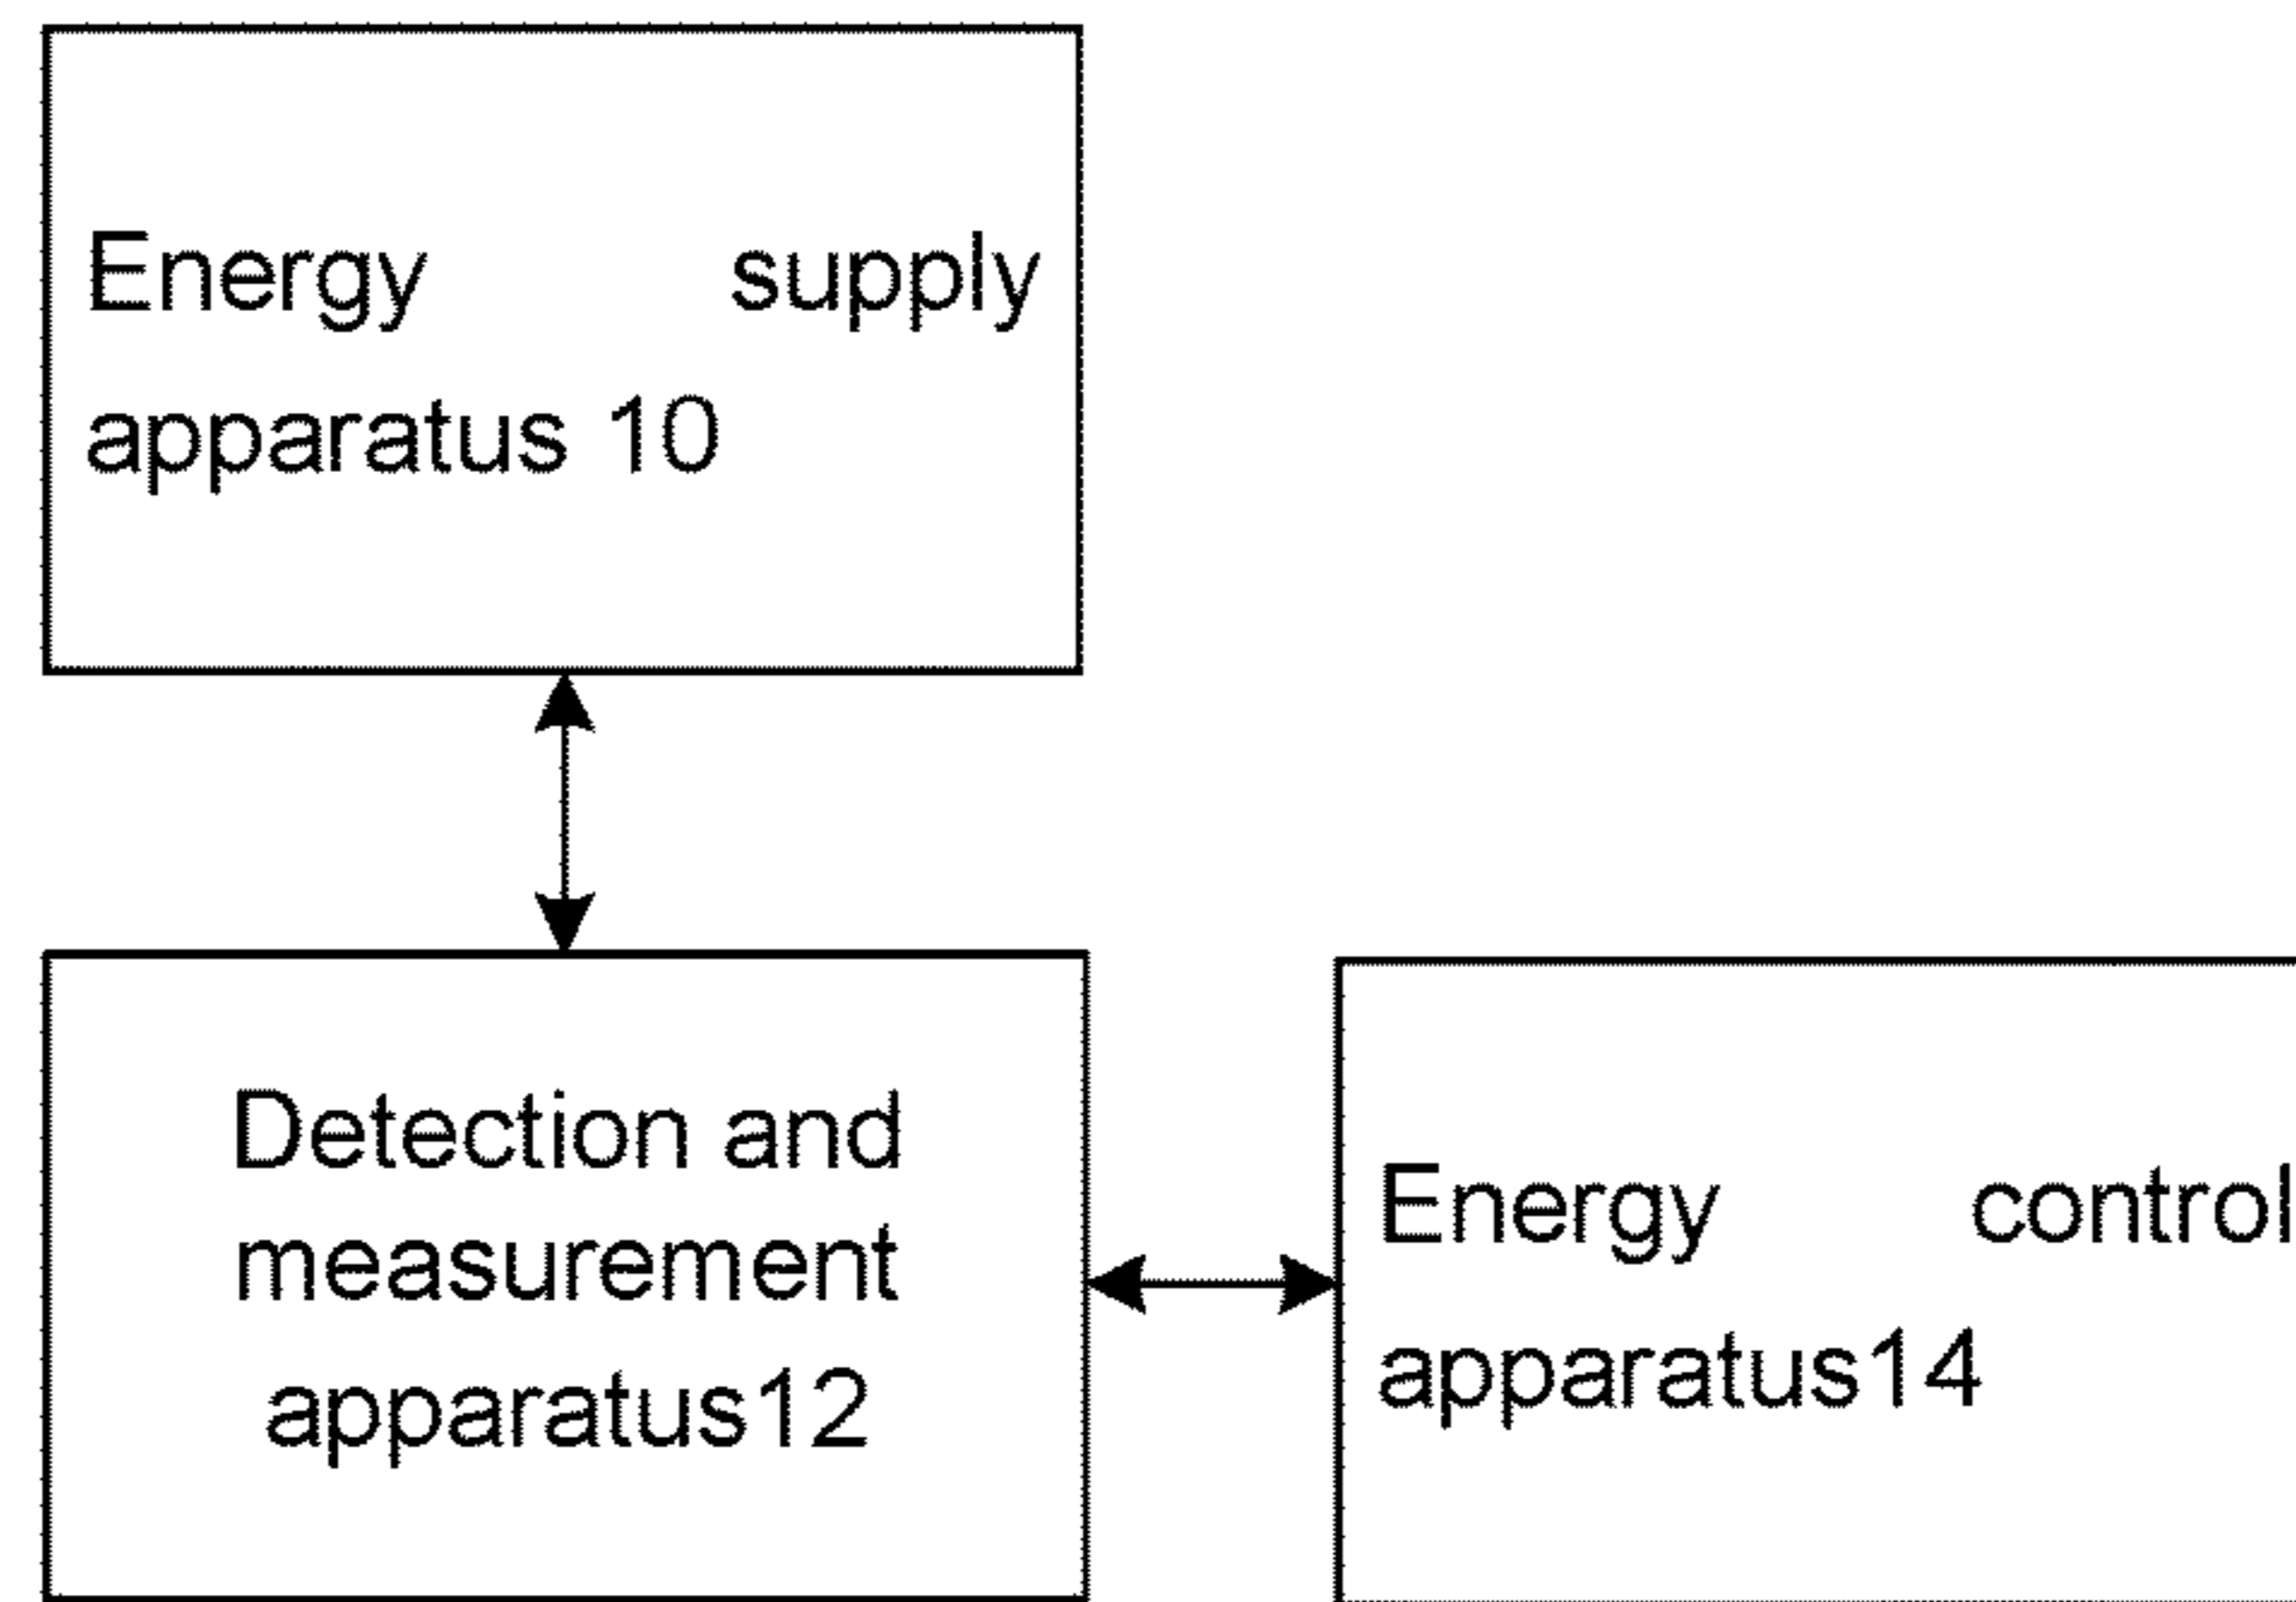 Energy supply
apparatus 10
Detection and
measurement
apparatus12
Energy control
apparatus14